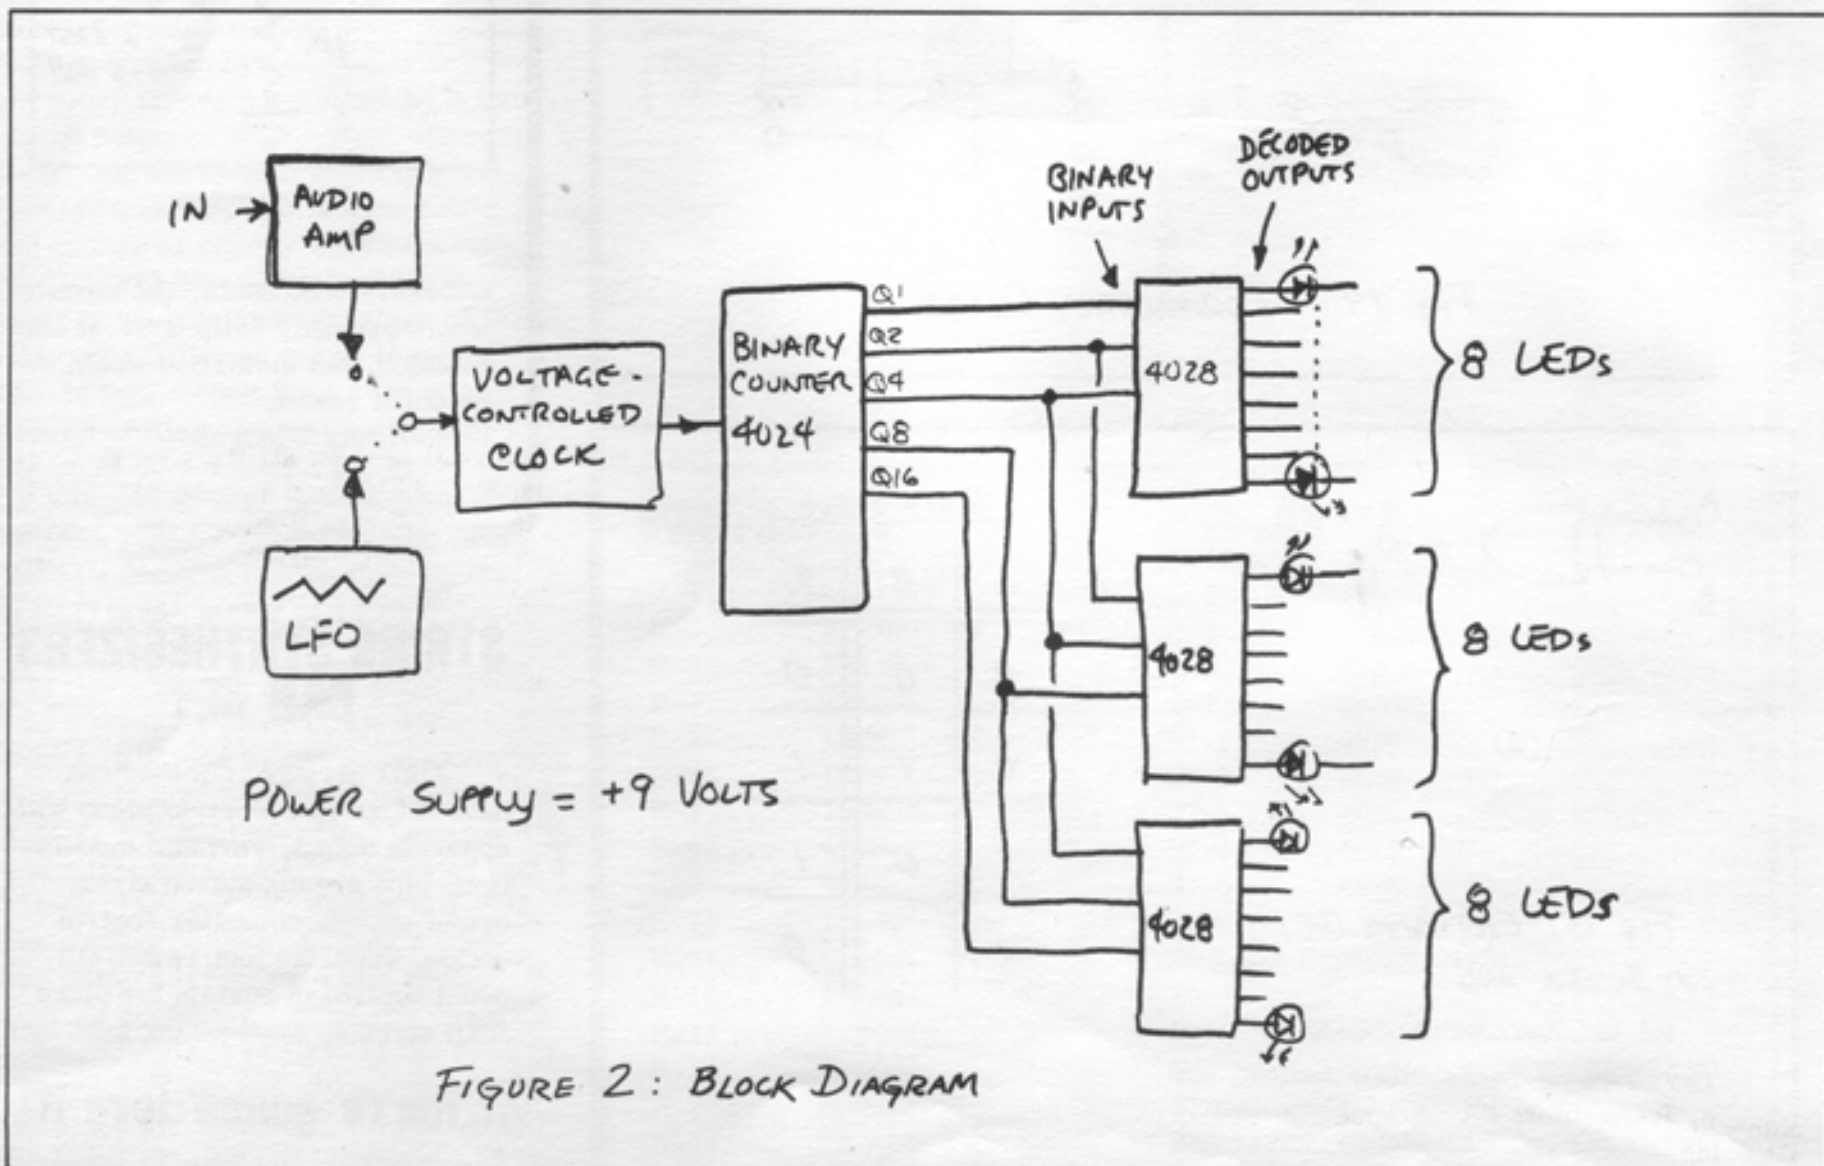 IN
AUDIO
AMP
VOLTAGE-
CONTROLLED
CLOCK
LFO
BINARY
COUNTER
4024
Q1
Q2
Q4
Q8
Q16
BINARY
INPUTS
DECODED
OUTPUTS
4028
8 LEDs
4028
8 LEDs
4028
8 LEDs
POWER SUPPLY = +9 VOLTS
FIGURE 2: BLOCK DIAGRAM